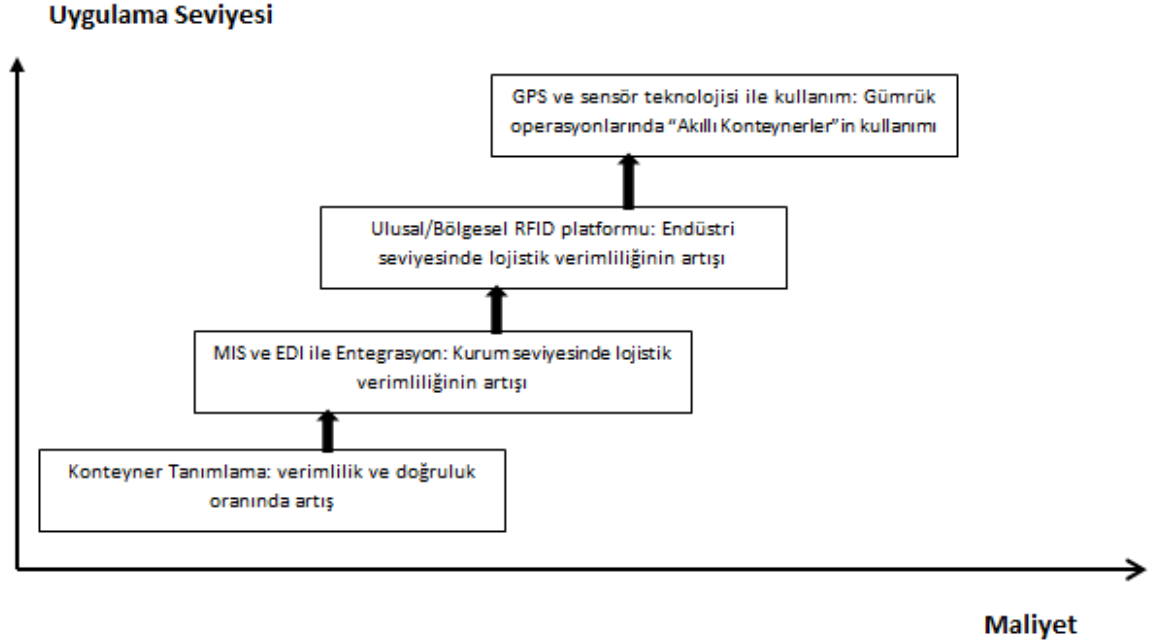 Uygulama Seviyesi
GPS ve sensör teknolojisi ile kullanım: Gümrük
operasyonlarında “Akıllı Konteynerler”in kullanımı
Ulusal/Bölgesel RFID platformu: Endüstri
seviyesinde lojistik verimliliğinin artışı
MIS ve EDI ile Entegrasyon: Kurum seviyesinde lojistik
verimliliğinin artışı
Konteyner Tanımlama: verimlilik ve doğruluk
oranında artış
Maliyet